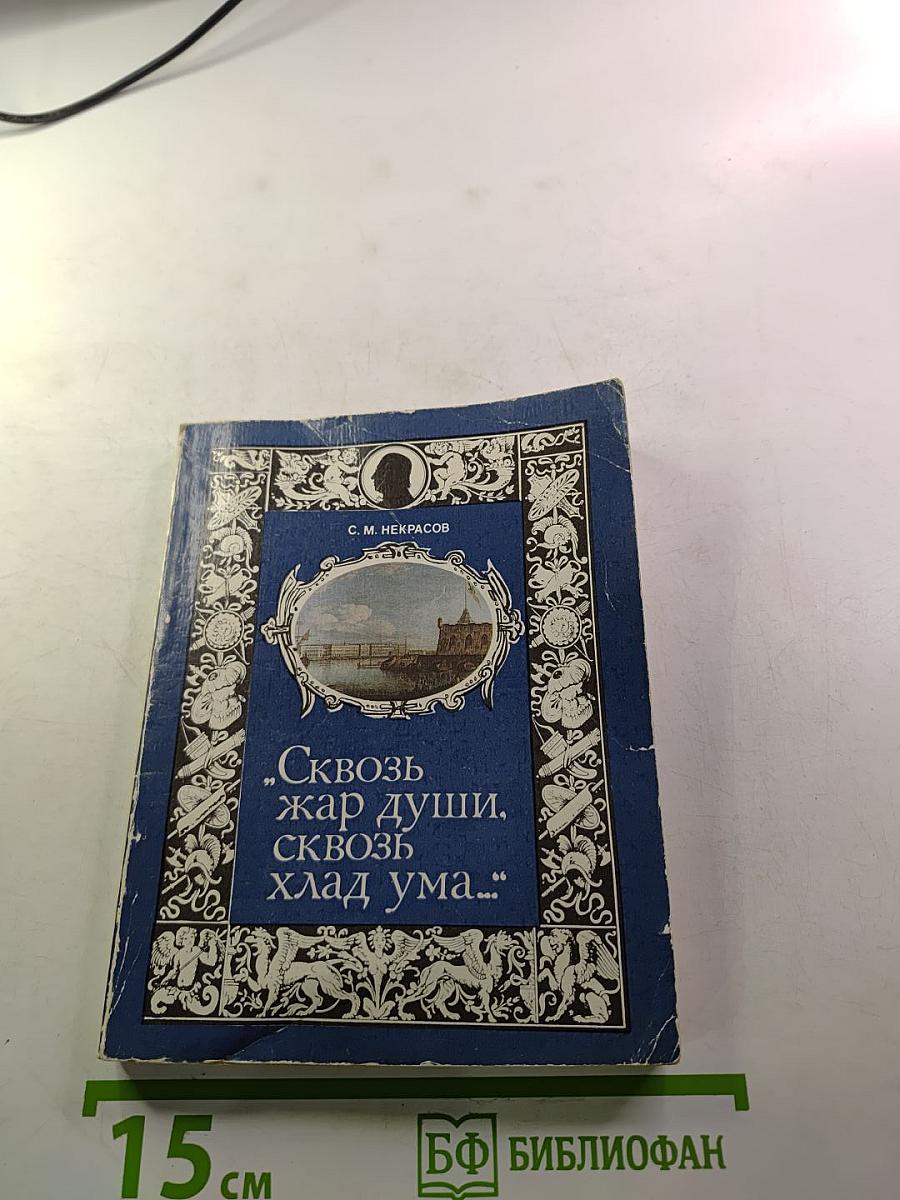 С. М. НЕКРАСОВ
„Сквозь
жар души,
сквозь
хлад ума...“
15 см
БФ БИБЛИОФАН